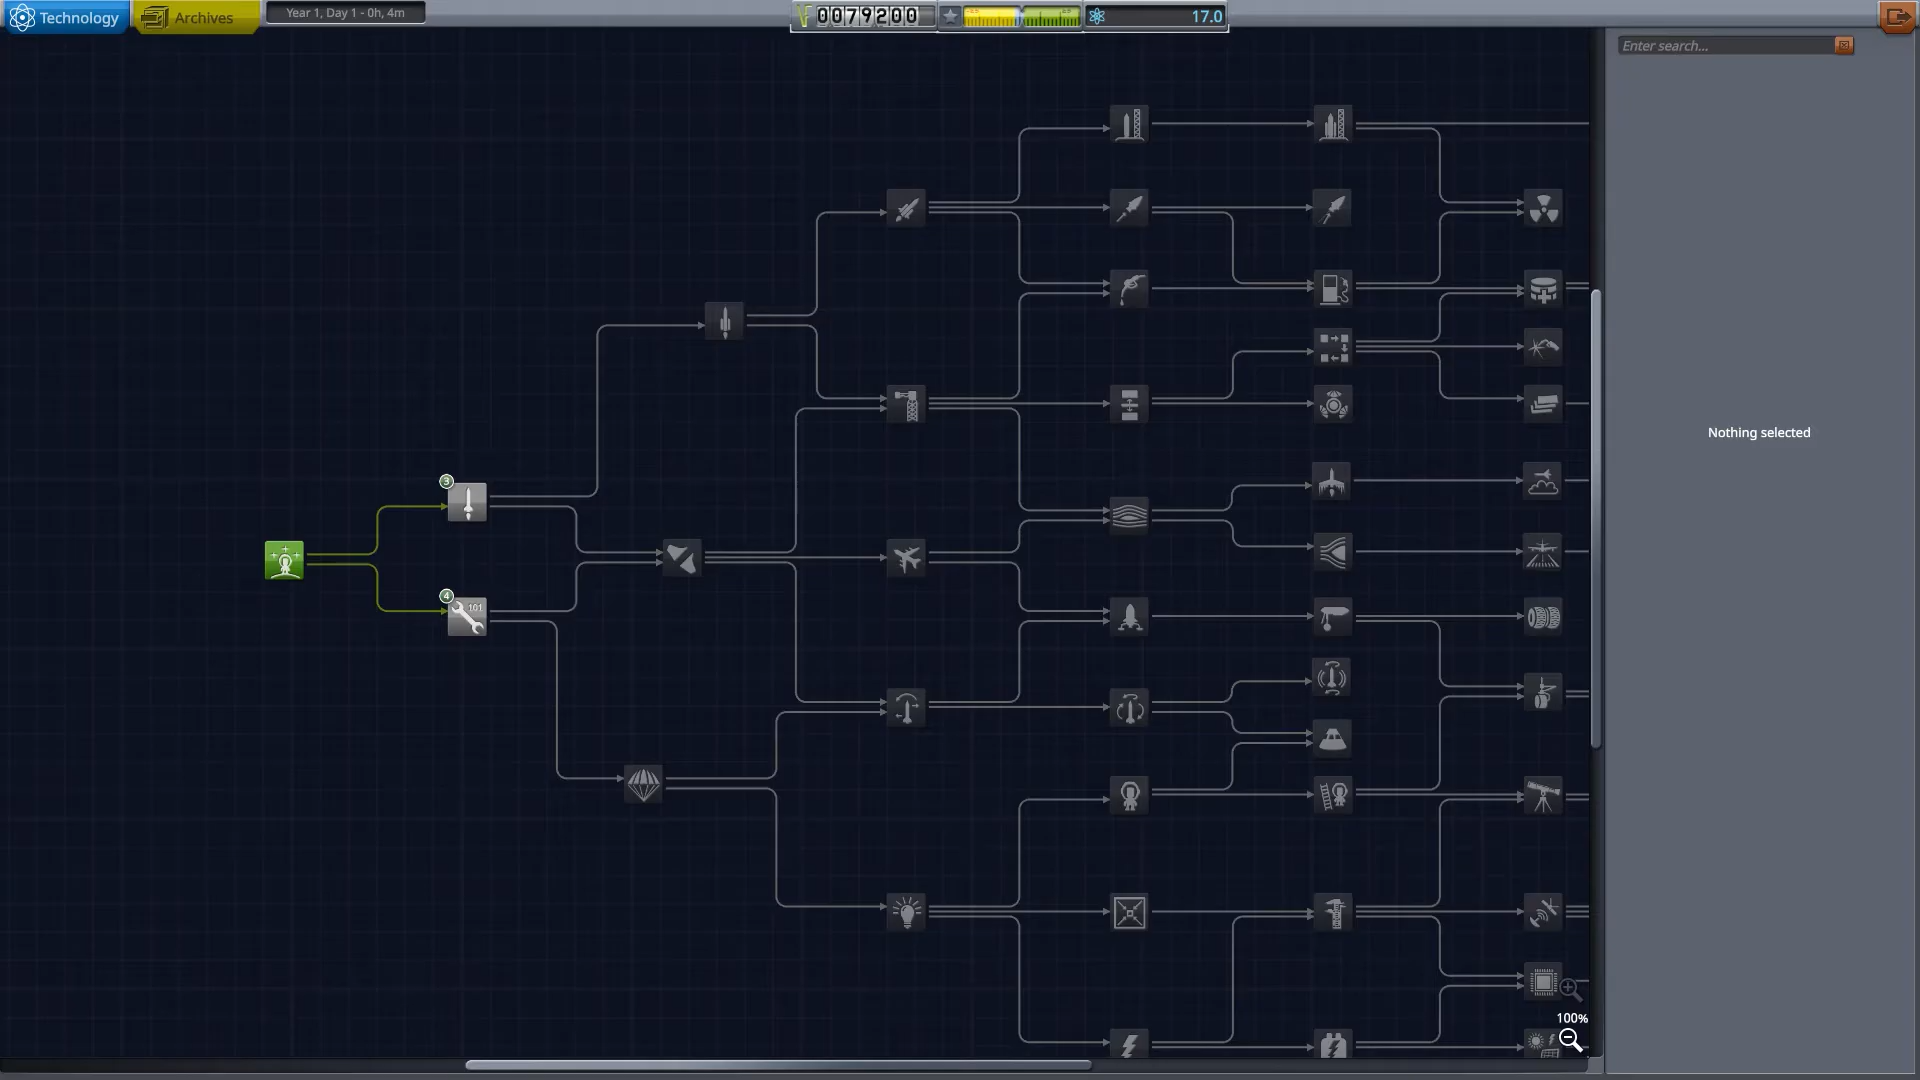 Technology
Archives
Year 1, Day 1 - 0h, 4m
0079200
17.0
Enter search...
Nothing selected
3
4
101
100%